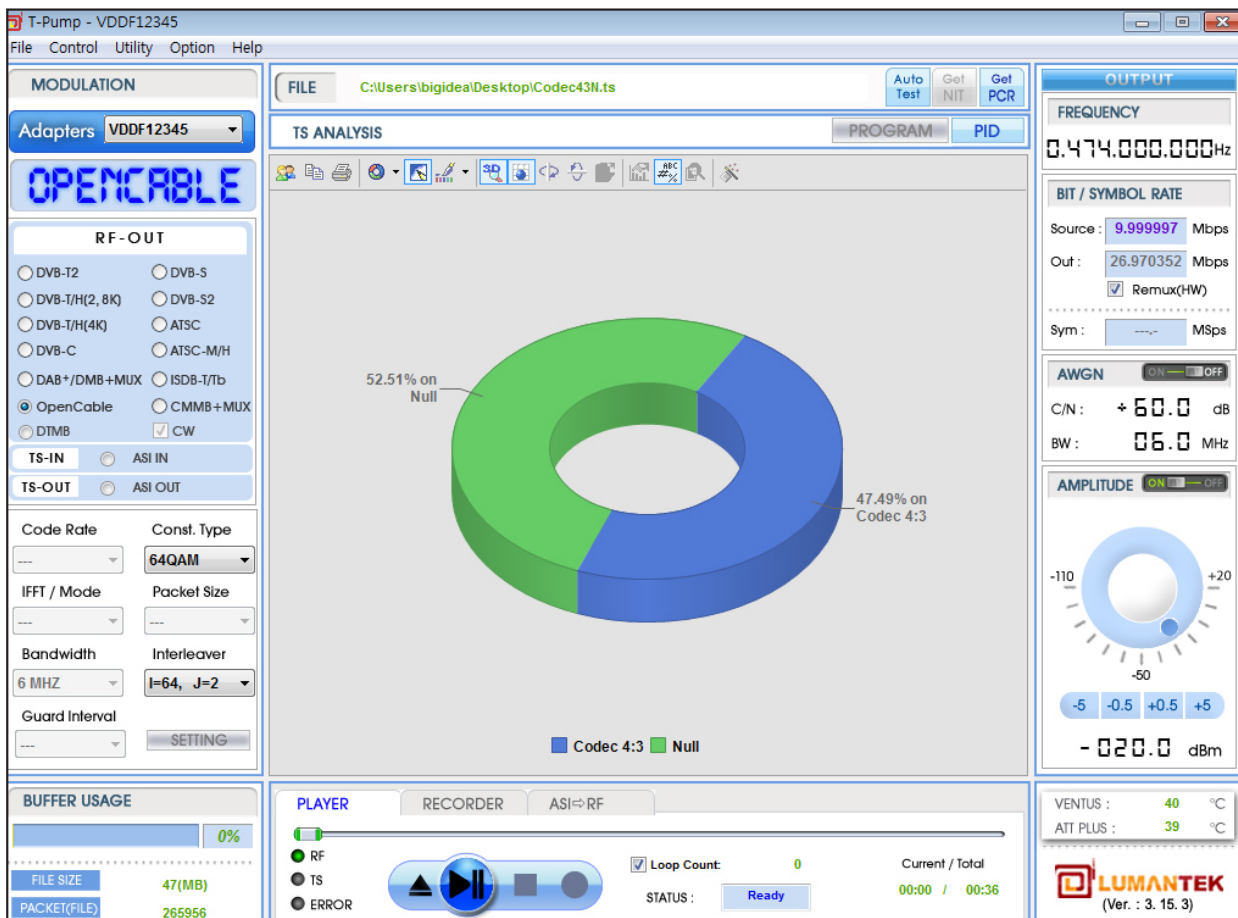 T-Pump - VDDF12345
File Control Utility Option Help
MODULATION
Adapters VDDF12345
OPENCABLE
RF-OUT
DVB-T2 DVB-S
DVB-T/H(2, 8K) DVB-S2
DVB-T/H(4K) ATSC
DVB-C ATSC-M/H
DAB+/DMB+MUX ISDB-T/Tb
OpenCable CMMB+MUX
DTMB CW
TS-IN ASI IN
TS-OUT ASI OUT
Code Rate Const. Type
--- 64QAM
IFFT / Mode Packet Size
--- ---
Bandwidth Interleaver
6 MHZ I=64, J=2
Guard Interval
--- SETTING
BUFFER USAGE
0%
FILE SIZE 47(MB)
PACKET(FILE) 265956
FILE C:\Users\bigidea\Desktop\Codec43N.ts
Auto Test Get NIT Get PCR
TS ANALYSIS PROGRAM PID
3D ABC #%
52.51% on
Null
47.49% on
Codec 4:3
Codec 4:3 Null
PLAYER RECORDER ASI⇨RF
RF
TS
ERROR
Loop Count: 0
STATUS : Ready
Current / Total
00:00 / 00:36
OUTPUT
FREQUENCY
0.474.000.000Hz
BIT / SYMBOL RATE
Source : 9.999997 Mbps
Out : 26.970352 Mbps
Remux(HW)
Sym : ---.- MSps
AWGN ON OFF
C/N : +60.0 dB
BW : 06.0 MHz
AMPLITUDE ON OFF
-110 +20
-50
-5 -0.5 +0.5 +5
-020.0 dBm
VENTUS : 40 °C
ATT PLUS : 39 °C
LUMANTEK
(Ver. : 3. 15. 3)